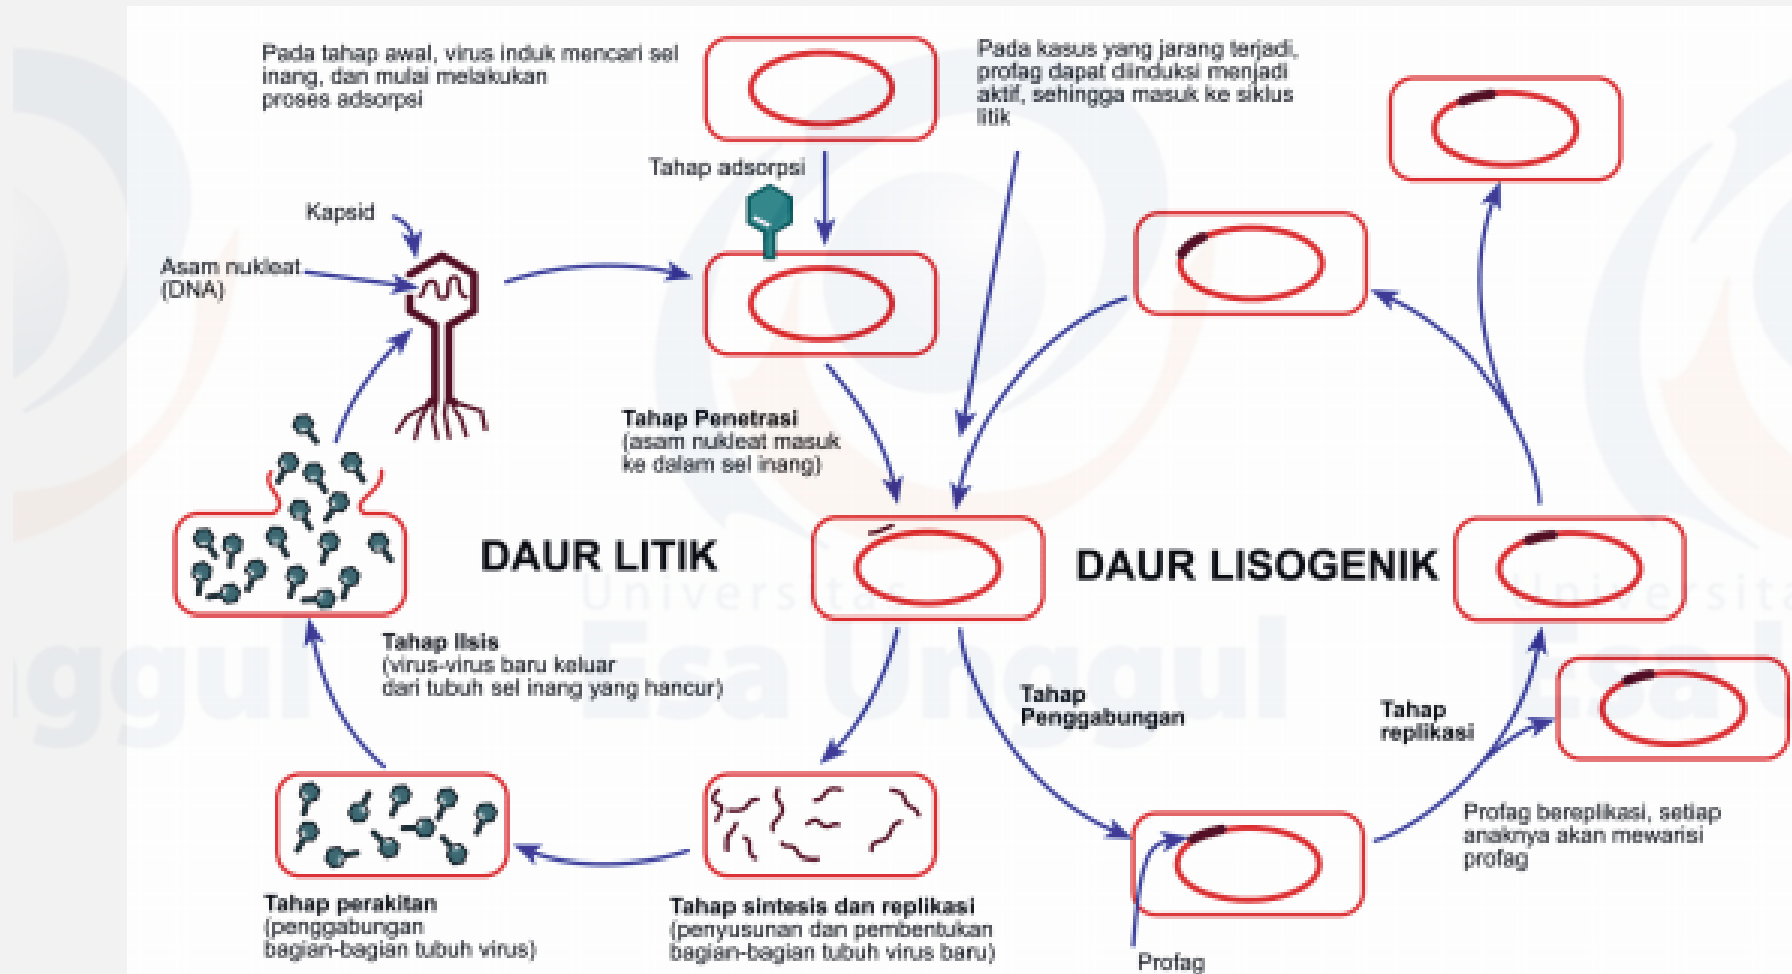 Pada tahap awal, virus induk mencari sel
inang, dan mulai melakukan
proses adsorpsi
Pada kasus yang jarang terjadi,
profag dapat diinduksi menjadi
aktif, sehingga masuk ke siklus
litik
Tahap adsorpsi
Kapsid
Asam nukleat
(DNA)
Tahap Penetrasi
(asam nukleat masuk
ke dalam sel inang)
DAUR LITIK
DAUR LISOGENIK
Universitas
Esa Unggul
Tahap lisis
(virus-virus baru keluar
dari tubuh sel inang yang hancur)
Tahap
Penggabungan
Tahap
replikasi
Profag bereplikasi, setiap
anaknya akan mewarisi
profag
Tahap perakitan
(penggabungan
bagian-bagian tubuh virus)
Tahap sintesis dan replikasi
(penyusunan dan pembentukan
bagian-bagian tubuh virus baru)
Profag